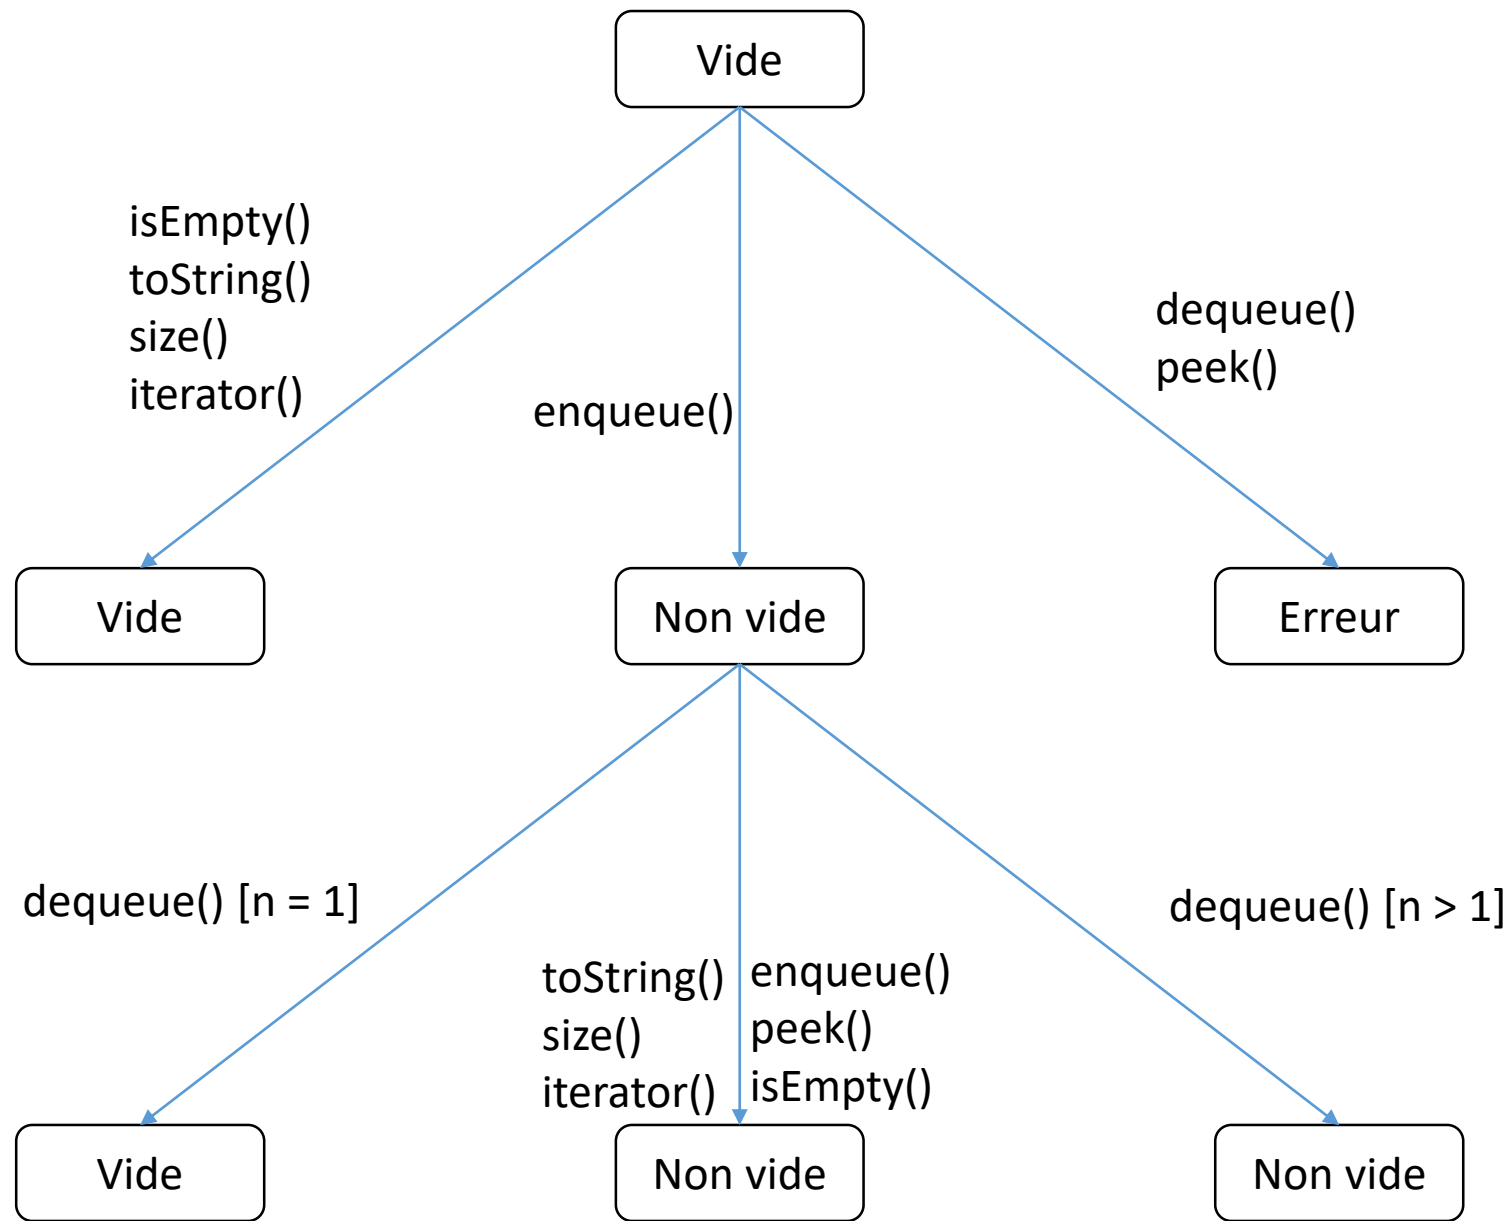 Vide
isEmpty()
toString()
size()
iterator()
enqueue()
dequeue()
peek()
Vide
Non vide
Erreur
dequeue() [n = 1]
toString()
size()
iterator()
enqueue()
peek()
isEmpty()
dequeue() [n > 1]
Vide
Non vide
Non vide